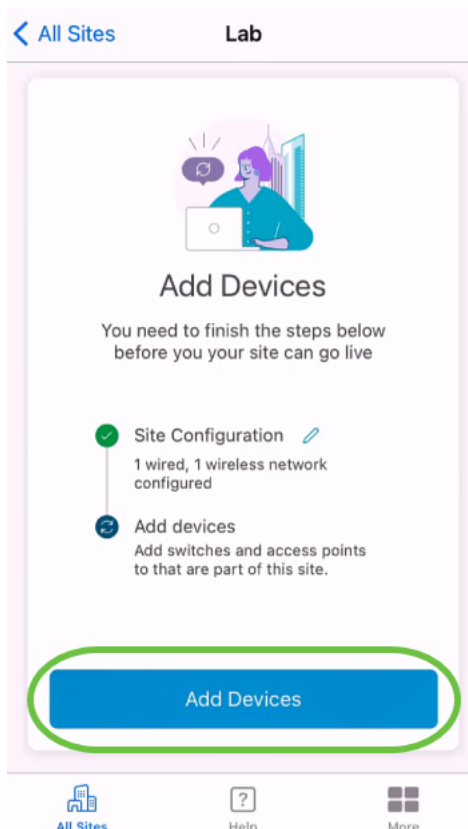 All Sites
Lab
Add Devices
You need to finish the steps below
before you your site can go live
Site Configuration
1 wired, 1 wireless network
configured
Add devices
Add switches and access points
to that are part of this site.
Add Devices
?
All Sites
Help
More